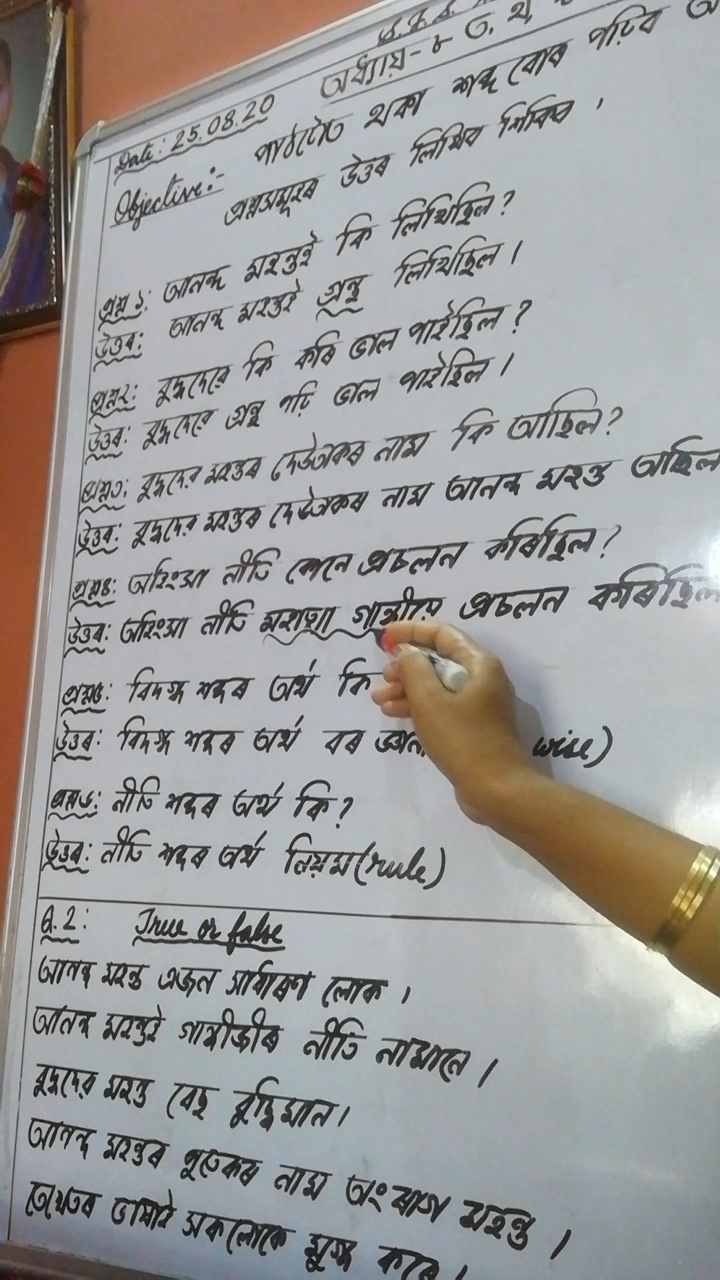 অধ্যায়-৮
Date: 25.08.20
Objective:- পাঠটোত থকা শব্দ বোৰ পঢ়িব
প্ৰশ্নসমূহৰ উত্তৰ লিখিব শিকিব ।
প্ৰশ্ন ১: আনন্দ মহন্তই কি লিখিছিল?
উত্তৰ: আনন্দ মহন্তই গ্ৰন্থ লিখিছিল ।
প্ৰশ্ন২: বুদ্ধদেৱে কি কৰি ভাল পাইছিল?
উত্তৰ: বুদ্ধদেৱে গ্ৰন্থ পঢ়ি ভাল পাইছিল ।
প্ৰশ্ন৩: বুদ্ধদেৱ মহন্তৰ দেউতাকৰ নাম কি আছিল?
উত্তৰ: বুদ্ধদেৱ মহন্তৰ দেউতাকৰ নাম আনন্দ মহন্ত আছিল
প্ৰশ্ন৪: অহিংসা নীতি কোনে প্ৰচলন কৰিছিল?
উত্তৰ: অহিংসা নীতি মহাত্মা গান্ধীয়ে প্ৰচলন কৰিছিল
প্ৰশ্ন৫: বিদগ্ধ শব্দৰ অৰ্থ কি
উত্তৰ: বিদগ্ধ শব্দৰ অৰ্থ বৰ wise)
প্ৰশ্ন৬: নীতি শব্দৰ অৰ্থ কি?
উত্তৰ: নীতি শব্দৰ অৰ্থ নিয়ম(rule)
Q.2: True or false
আনন্দ মহন্ত এজন সাধাৰণ লোক ।
আনন্দ মহন্তই গান্ধীজীৰ নীতি নামানে ।
বুদ্ধদেৱ মহন্ত বেছ বুদ্ধিমান।
আনন্দ মহন্তৰ পুতেকৰ নাম অংৰাগ মহন্ত ।
তেখেতৰ ভাষাই সকলোকে মুগ্ধ কৰে ।